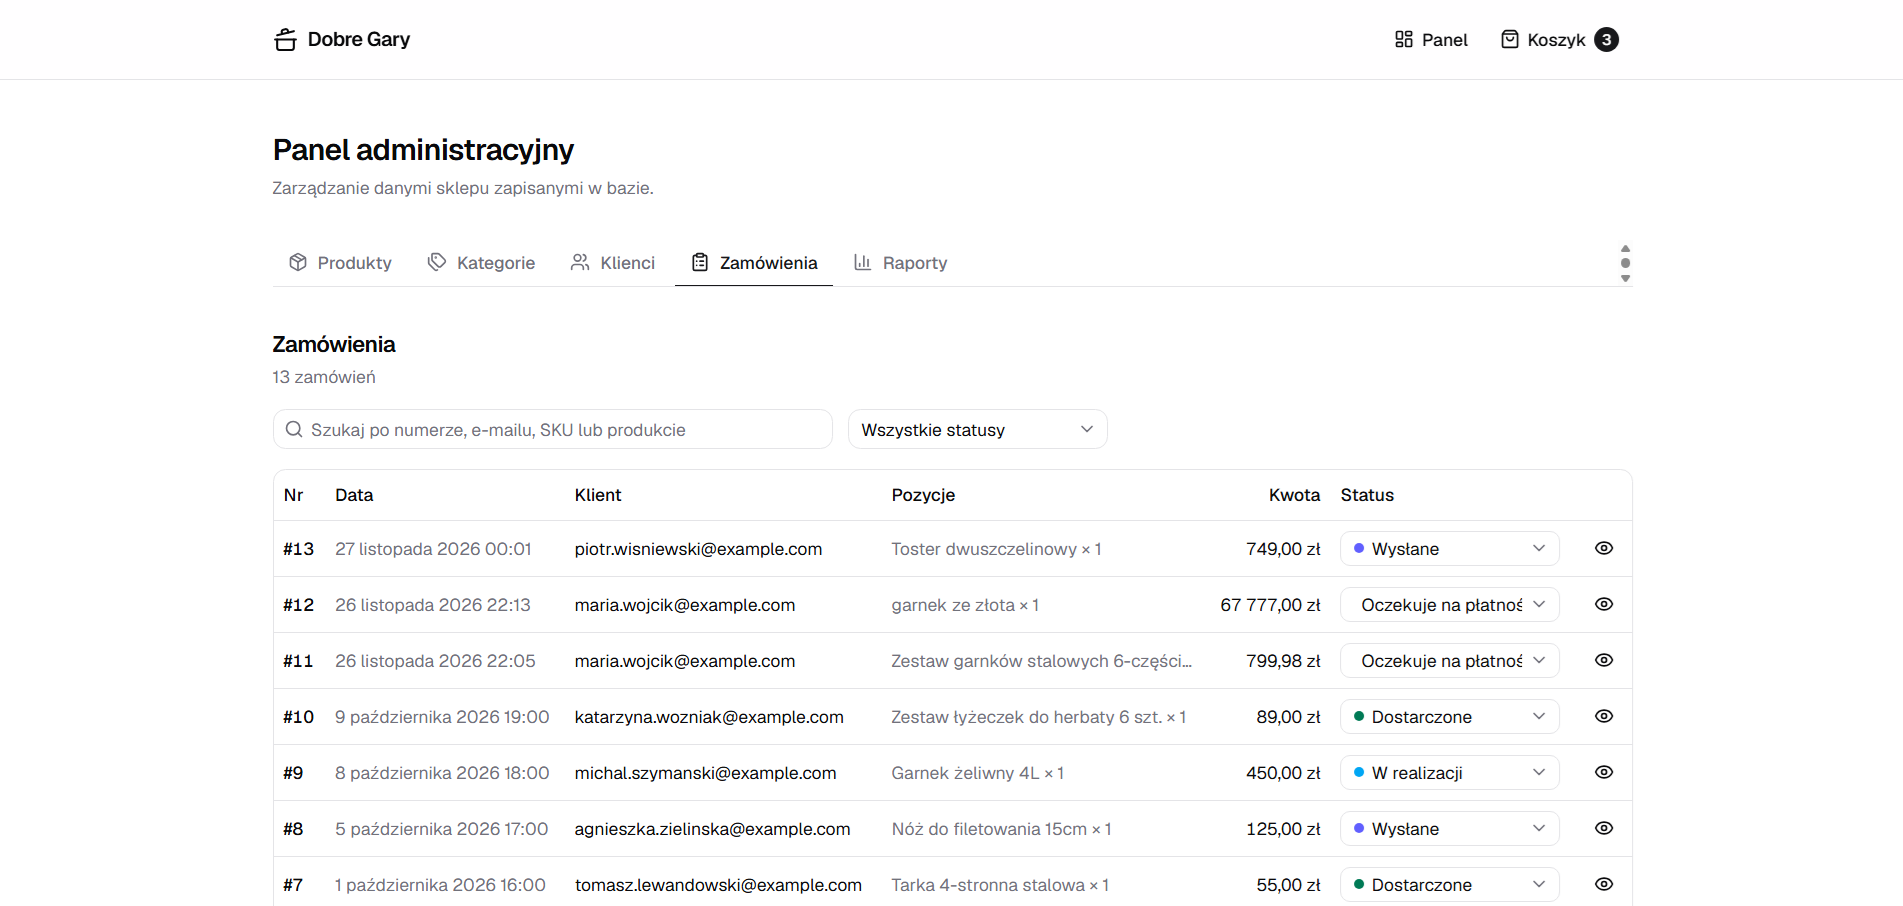 Dobre Gary
Panel
Koszyk 3
Panel administracyjny
Zarządzanie danymi sklepu zapisanymi w bazie.
Produkty Kategorie Klienci Zamówienia Raporty
Zamówienia
13 zamówień
Szukaj po numerze, e-mailu, SKU lub produkcie
Wszystkie statusy
Nr Data Klient Pozycje Kwota Status
#13 27 listopada 2026 00:01 piotr.wisniewski@example.com Toster dwuszczelinowy × 1 749,00 zł Wysłane
#12 26 listopada 2026 22:13 maria.wojcik@example.com garnek ze złota × 1 67 777,00 zł Oczekuje na płatnoś
#11 26 listopada 2026 22:05 maria.wojcik@example.com Zestaw garnków stalowych 6-części... 799,98 zł Oczekuje na płatnoś
#10 9 października 2026 19:00 katarzyna.wozniak@example.com Zestaw łyżeczek do herbaty 6 szt. × 1 89,00 zł Dostarczone
#9 8 października 2026 18:00 michal.szymanski@example.com Garnek żeliwny 4L × 1 450,00 zł W realizacji
#8 5 października 2026 17:00 agnieszka.zielinska@example.com Nóż do filetowania 15cm × 1 125,00 zł Wysłane
#7 1 października 2026 16:00 tomasz.lewandowski@example.com Tarka 4-stronna stalowa × 1 55,00 zł Dostarczone